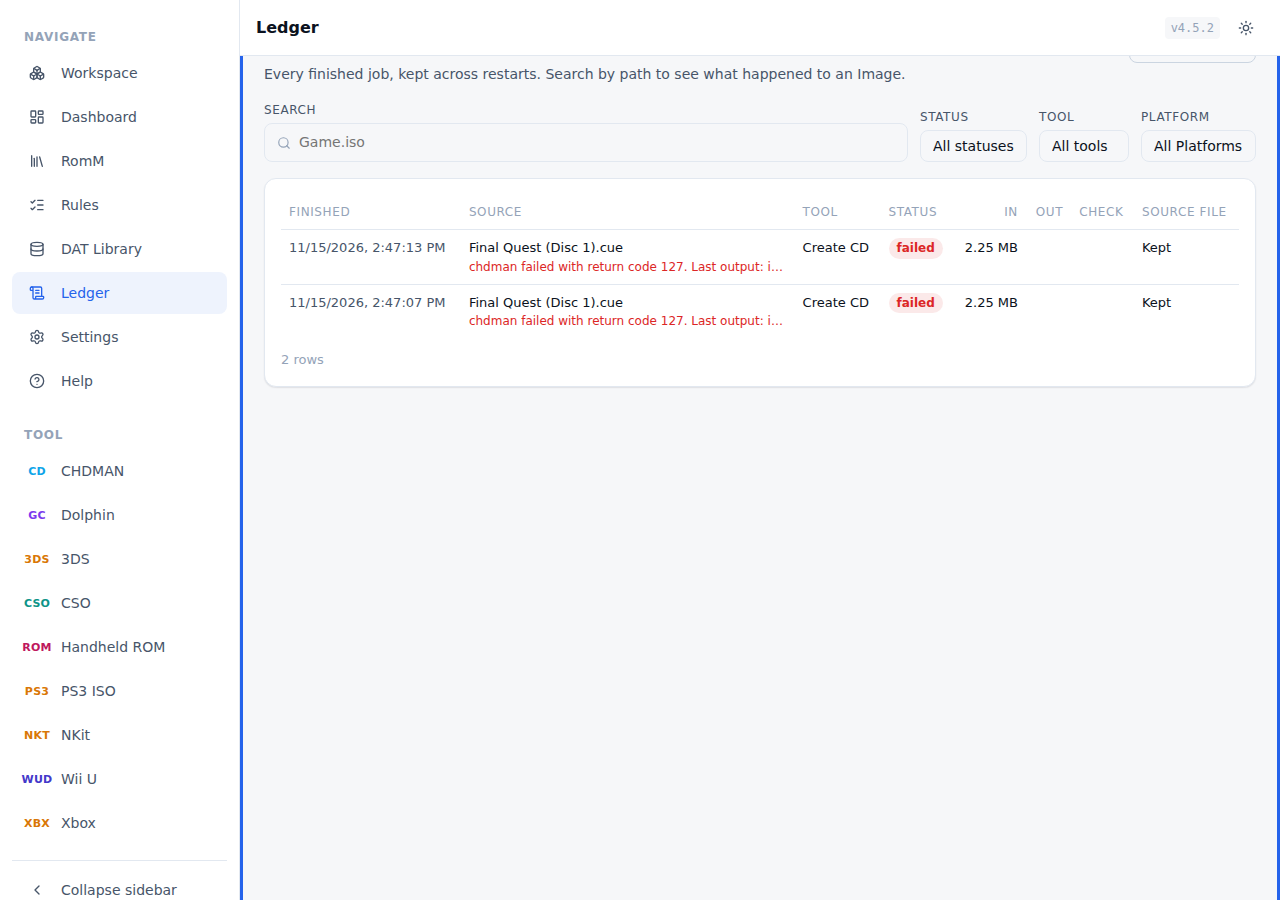 NAVIGATE
Workspace
Dashboard
RomM
Rules
DAT Library
Ledger
Settings
Help
TOOL
CD CHDMAN
GC Dolphin
3DS 3DS
CSO CSO
ROM Handheld ROM
PS3 PS3 ISO
NKT NKit
WUD Wii U
XBX Xbox
Collapse sidebar
Ledger
v4.5.2
Every finished job, kept across restarts. Search by path to see what happened to an Image.
SEARCH
Game.iso
STATUS
All statuses
TOOL
All tools
PLATFORM
All Platforms
FINISHED SOURCE TOOL STATUS IN OUT CHECK SOURCE FILE
11/15/2026, 2:47:13 PM Final Quest (Disc 1).cue Create CD failed 2.25 MB Kept
chdman failed with return code 127. Last output: i…
11/15/2026, 2:47:07 PM Final Quest (Disc 1).cue Create CD failed 2.25 MB Kept
chdman failed with return code 127. Last output: i…
2 rows